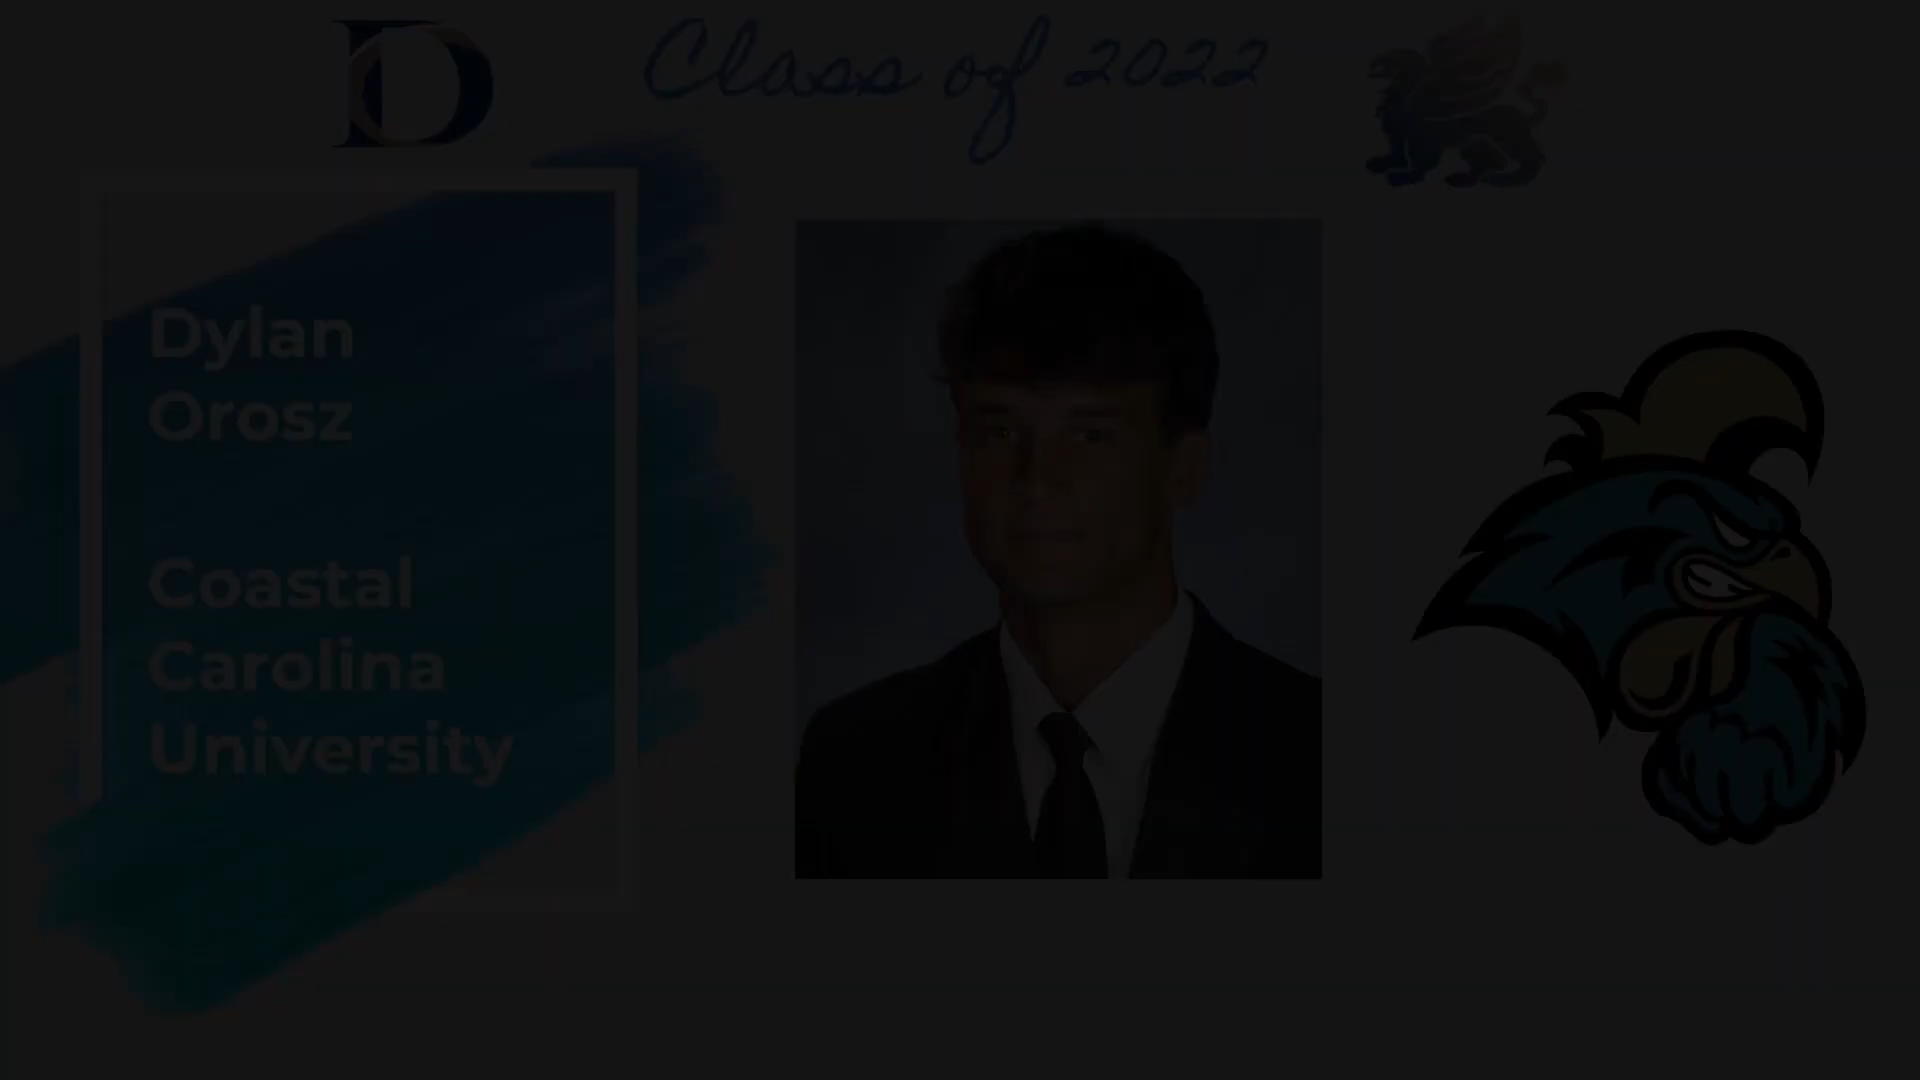 D
Class of 2022
Dylan
Orosz
Coastal
Carolina
University